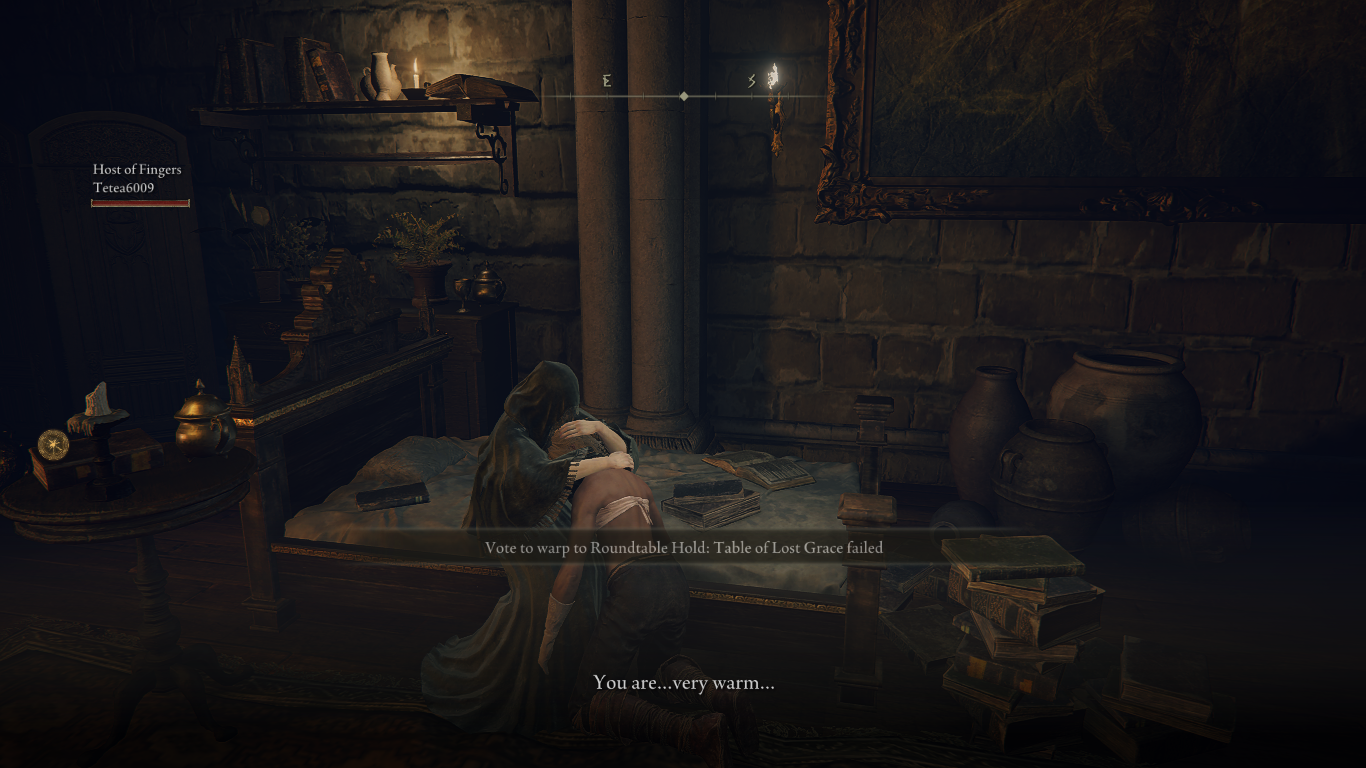 E
S
Host of Fingers
Tetea6009
Vote to warp to Roundtable Hold: Table of Lost Grace failed
You are...very warm...